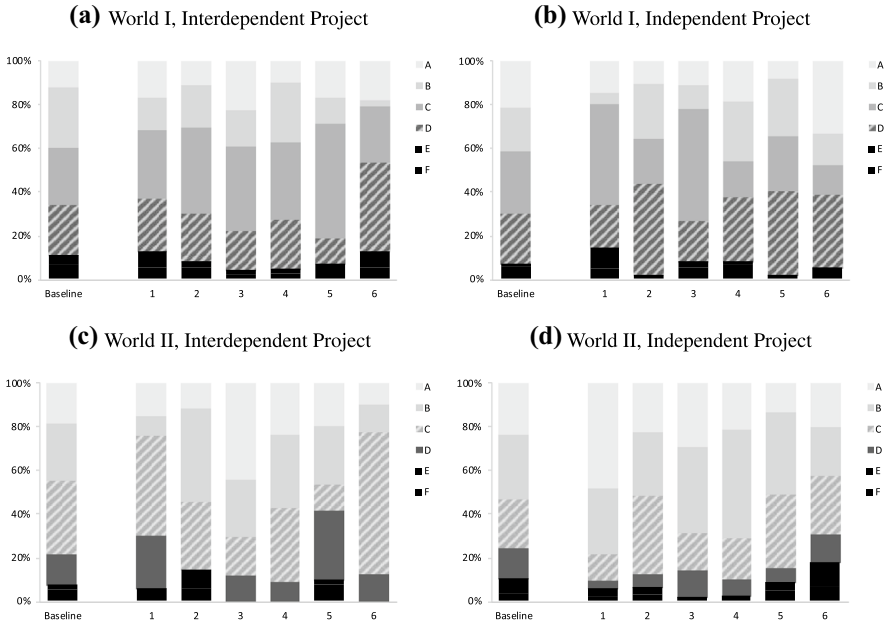 (a) World I, Interdependent Project
100%
80%
60%
40%
20%
0%
Baseline 1 2 3 4 5 6
A
B
C
D
E
F
(b) World I, Independent Project
100%
80%
60%
40%
20%
0%
Baseline 1 2 3 4 5 6
A
B
C
D
E
F
(c) World II, Interdependent Project
100%
80%
60%
40%
20%
0%
Baseline 1 2 3 4 5 6
A
B
C
D
E
F
(d) World II, Independent Project
100%
80%
60%
40%
20%
0%
Baseline 1 2 3 4 5 6
A
B
C
D
E
F